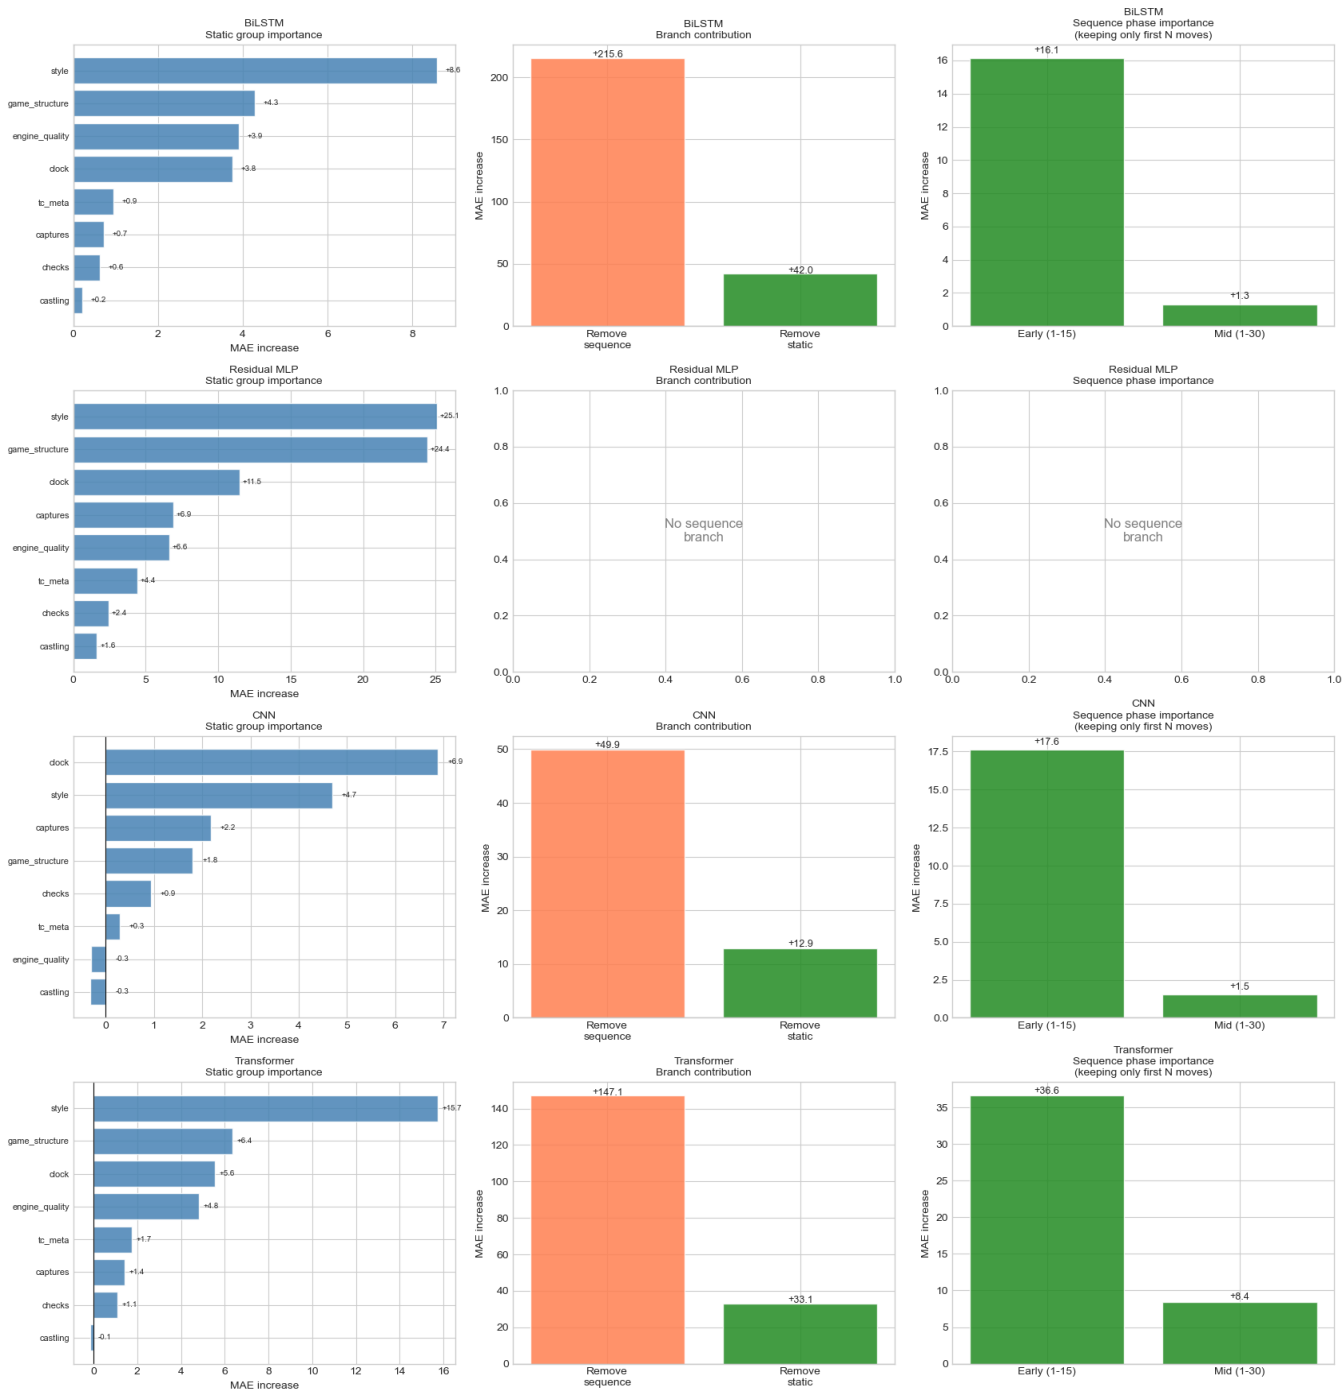 BiLSTM
Static group importance
style
game_structure
engine_quality
clock
tc_meta
captures
checks
castling
+8.6
+4.3
+3.9
+3.8
+0.9
+0.7
+0.6
+0.2
0 2 4 6 8
MAE increase
BiLSTM
Branch contribution
MAE increase
200
150
100
50
0
+215.6
+42.0
Remove
sequence
Remove
static
BiLSTM
Sequence phase importance
(keeping only first N moves)
MAE increase
16
14
12
10
8
6
4
2
0
+16.1
+1.3
Early (1-15) Mid (1-30)
Residual MLP
Static group importance
style
game_structure
clock
captures
engine_quality
tc_meta
checks
castling
+25.1
+24.4
+11.5
+6.9
+6.6
+4.4
+2.4
+1.6
0 5 10 15 20 25
MAE increase
Residual MLP
Branch contribution
1.0
0.8
0.6
0.4
0.2
0.0
No sequence
branch
0.0 0.2 0.4 0.6 0.8 1.0
Residual MLP
Sequence phase importance
1.0
0.8
0.6
0.4
0.2
0.0
No sequence
branch
0.0 0.2 0.4 0.6 0.8 1.0
CNN
Static group importance
clock
style
captures
game_structure
checks
tc_meta
engine_quality
castling
+6.9
+4.7
+2.2
+1.8
+0.9
+0.3
-0.3
-0.3
0 1 2 3 4 5 6 7
MAE increase
CNN
Branch contribution
MAE increase
50
40
30
20
10
0
+49.9
+12.9
Remove
sequence
Remove
static
CNN
Sequence phase importance
(keeping only first N moves)
MAE increase
17.5
15.0
12.5
10.0
7.5
5.0
2.5
0.0
+17.6
+1.5
Early (1-15) Mid (1-30)
Transformer
Static group importance
style
game_structure
clock
engine_quality
tc_meta
captures
checks
castling
+15.7
+6.4
+5.6
+4.8
+1.7
+1.4
+1.1
-0.1
0 2 4 6 8 10 12 14 16
MAE increase
Transformer
Branch contribution
MAE increase
140
120
100
80
60
40
20
0
+147.1
+33.1
Remove
sequence
Remove
static
Transformer
Sequence phase importance
(keeping only first N moves)
MAE increase
35
30
25
20
15
10
5
0
+36.6
+8.4
Early (1-15) Mid (1-30)